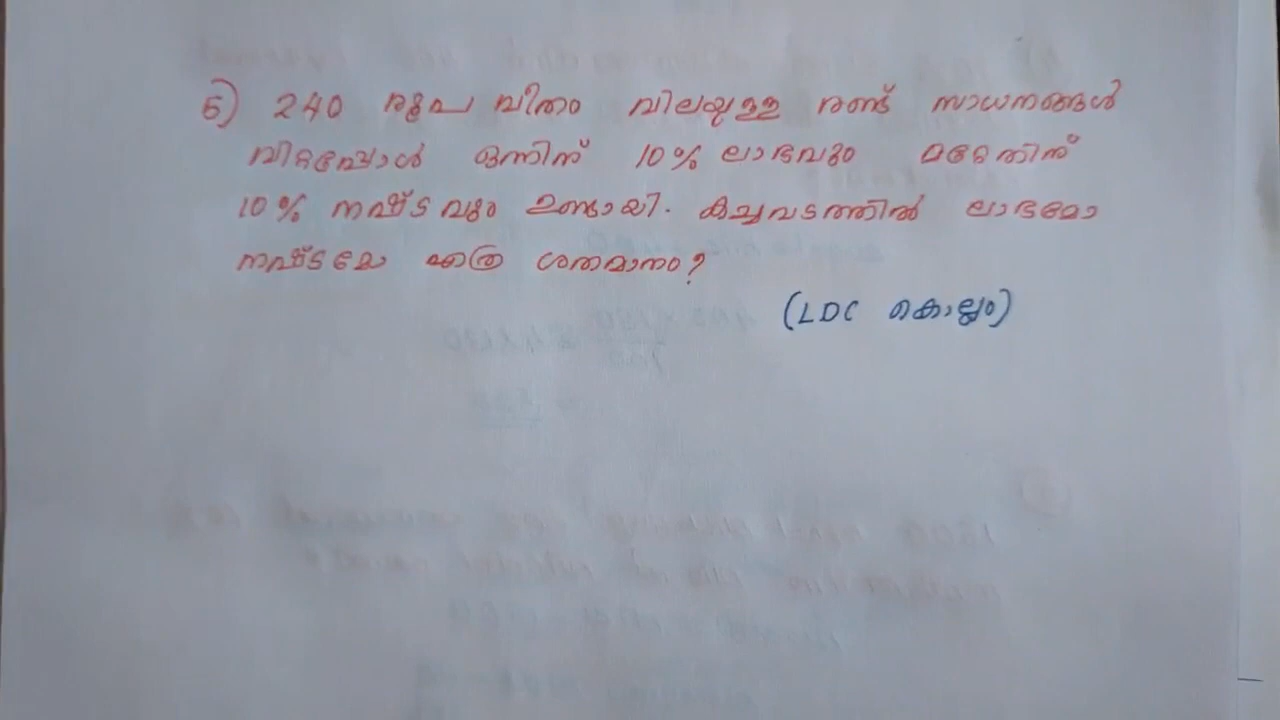 5) 240 രൂപ വീതം വിലയുള്ള രണ്ട് സാധനങ്ങൾ
വിറ്റപ്പോൾ ഒന്നിന് 10% ലാഭവും മറ്റേതിന്
10% നഷ്ടവും ഉണ്ടായി. കച്ചവടത്തിൽ ലാഭമോ
നഷ്ടമോ എത്ര ശതമാനം?
(LDC കൊല്ലം)